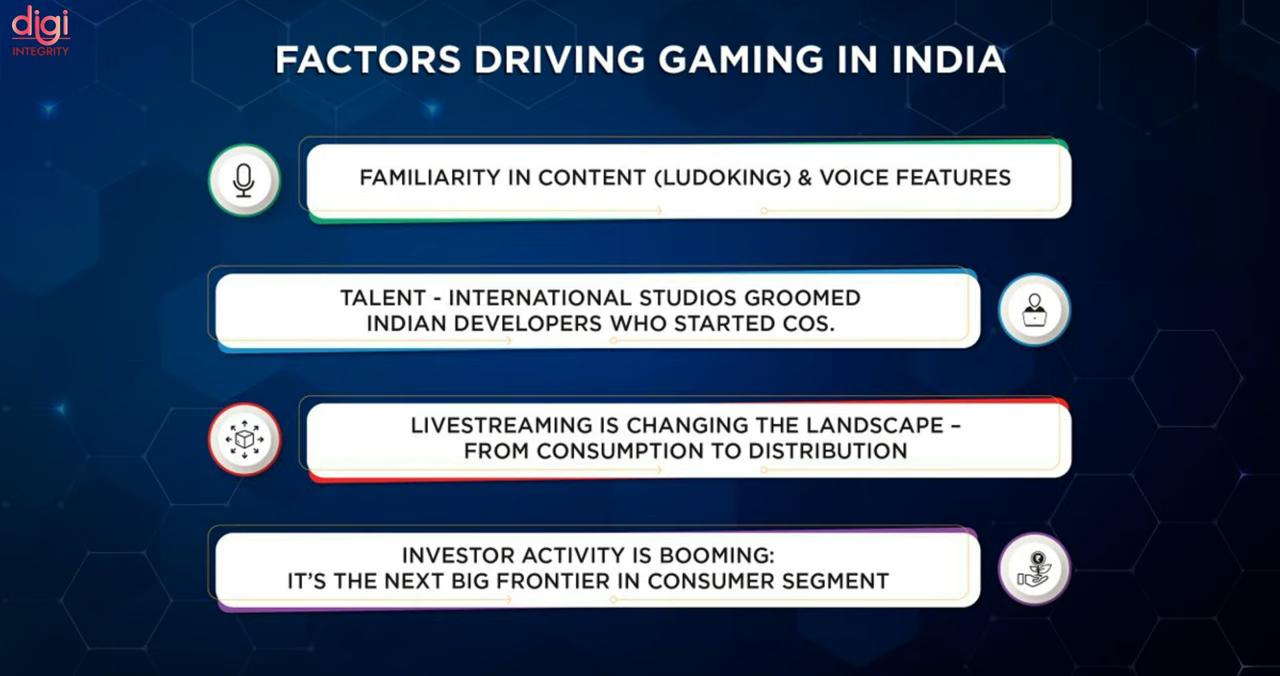 digi
INTEGRITY
FACTORS DRIVING GAMING IN INDIA
FAMILIARITY IN CONTENT (LUDOKING) & VOICE FEATURES
TALENT - INTERNATIONAL STUDIOS GROOMED
INDIAN DEVELOPERS WHO STARTED COS.
LIVESTREAMING IS CHANGING THE LANDSCAPE –
FROM CONSUMPTION TO DISTRIBUTION
INVESTOR ACTIVITY IS BOOMING:
IT’S THE NEXT BIG FRONTIER IN CONSUMER SEGMENT